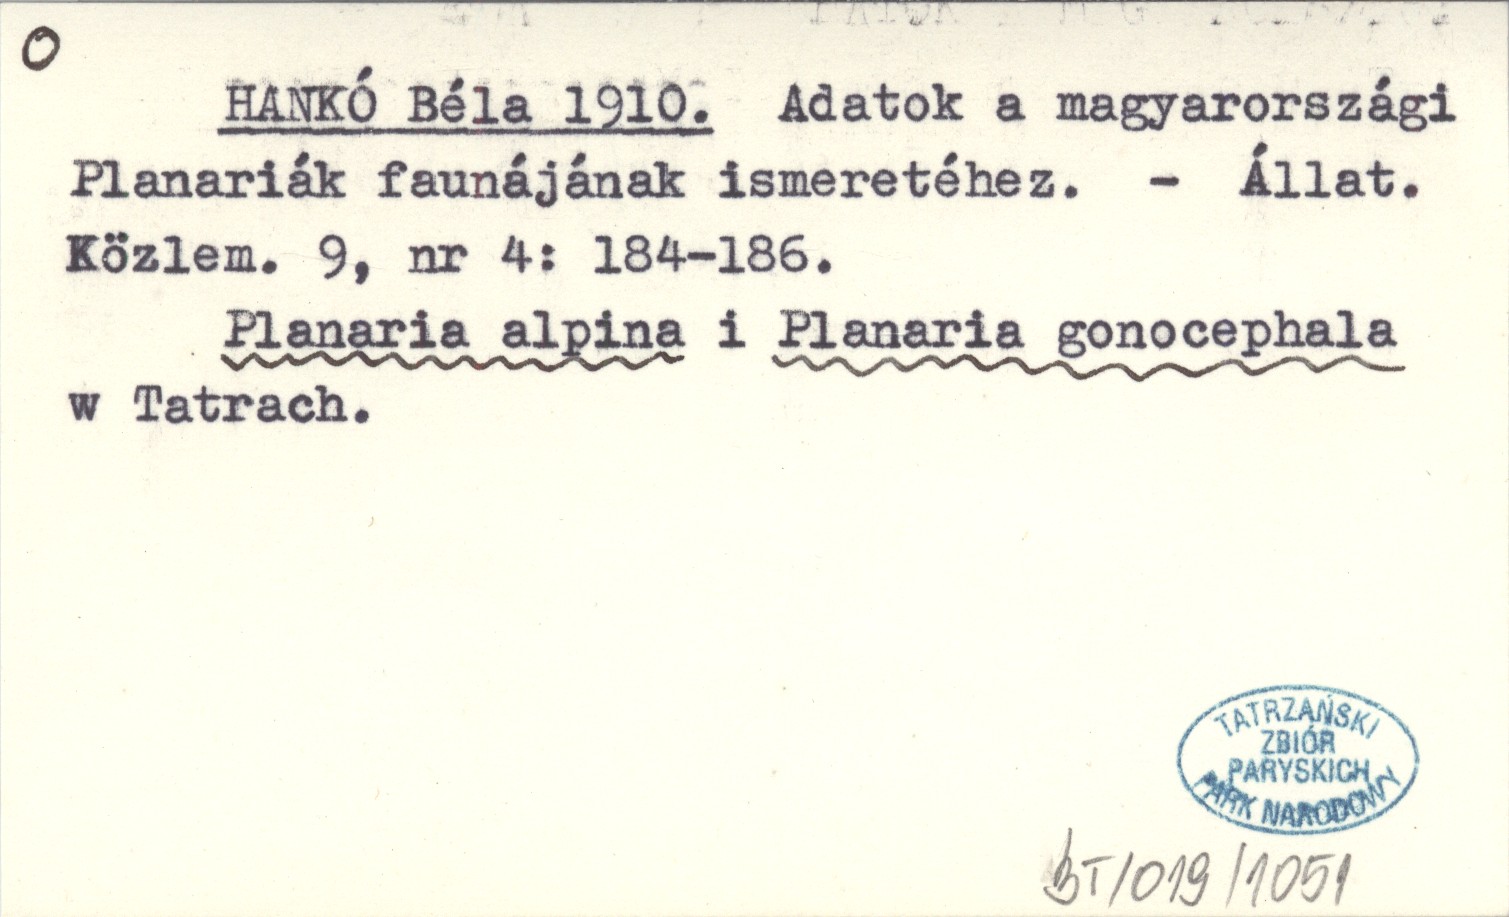 O
HANKÓ Béla 1910. Adatok a magyarországi
Planariák faunájának ismeretéhez. - Állat.
Közlem. 9, nr 4: 184-186.
Planaria alpina i Planaria gonocephala
w Tatrach.
TATRZAŃSKI
ZBIÓR
PARYSKICH
PARK NARODOWY
BT/019/1051